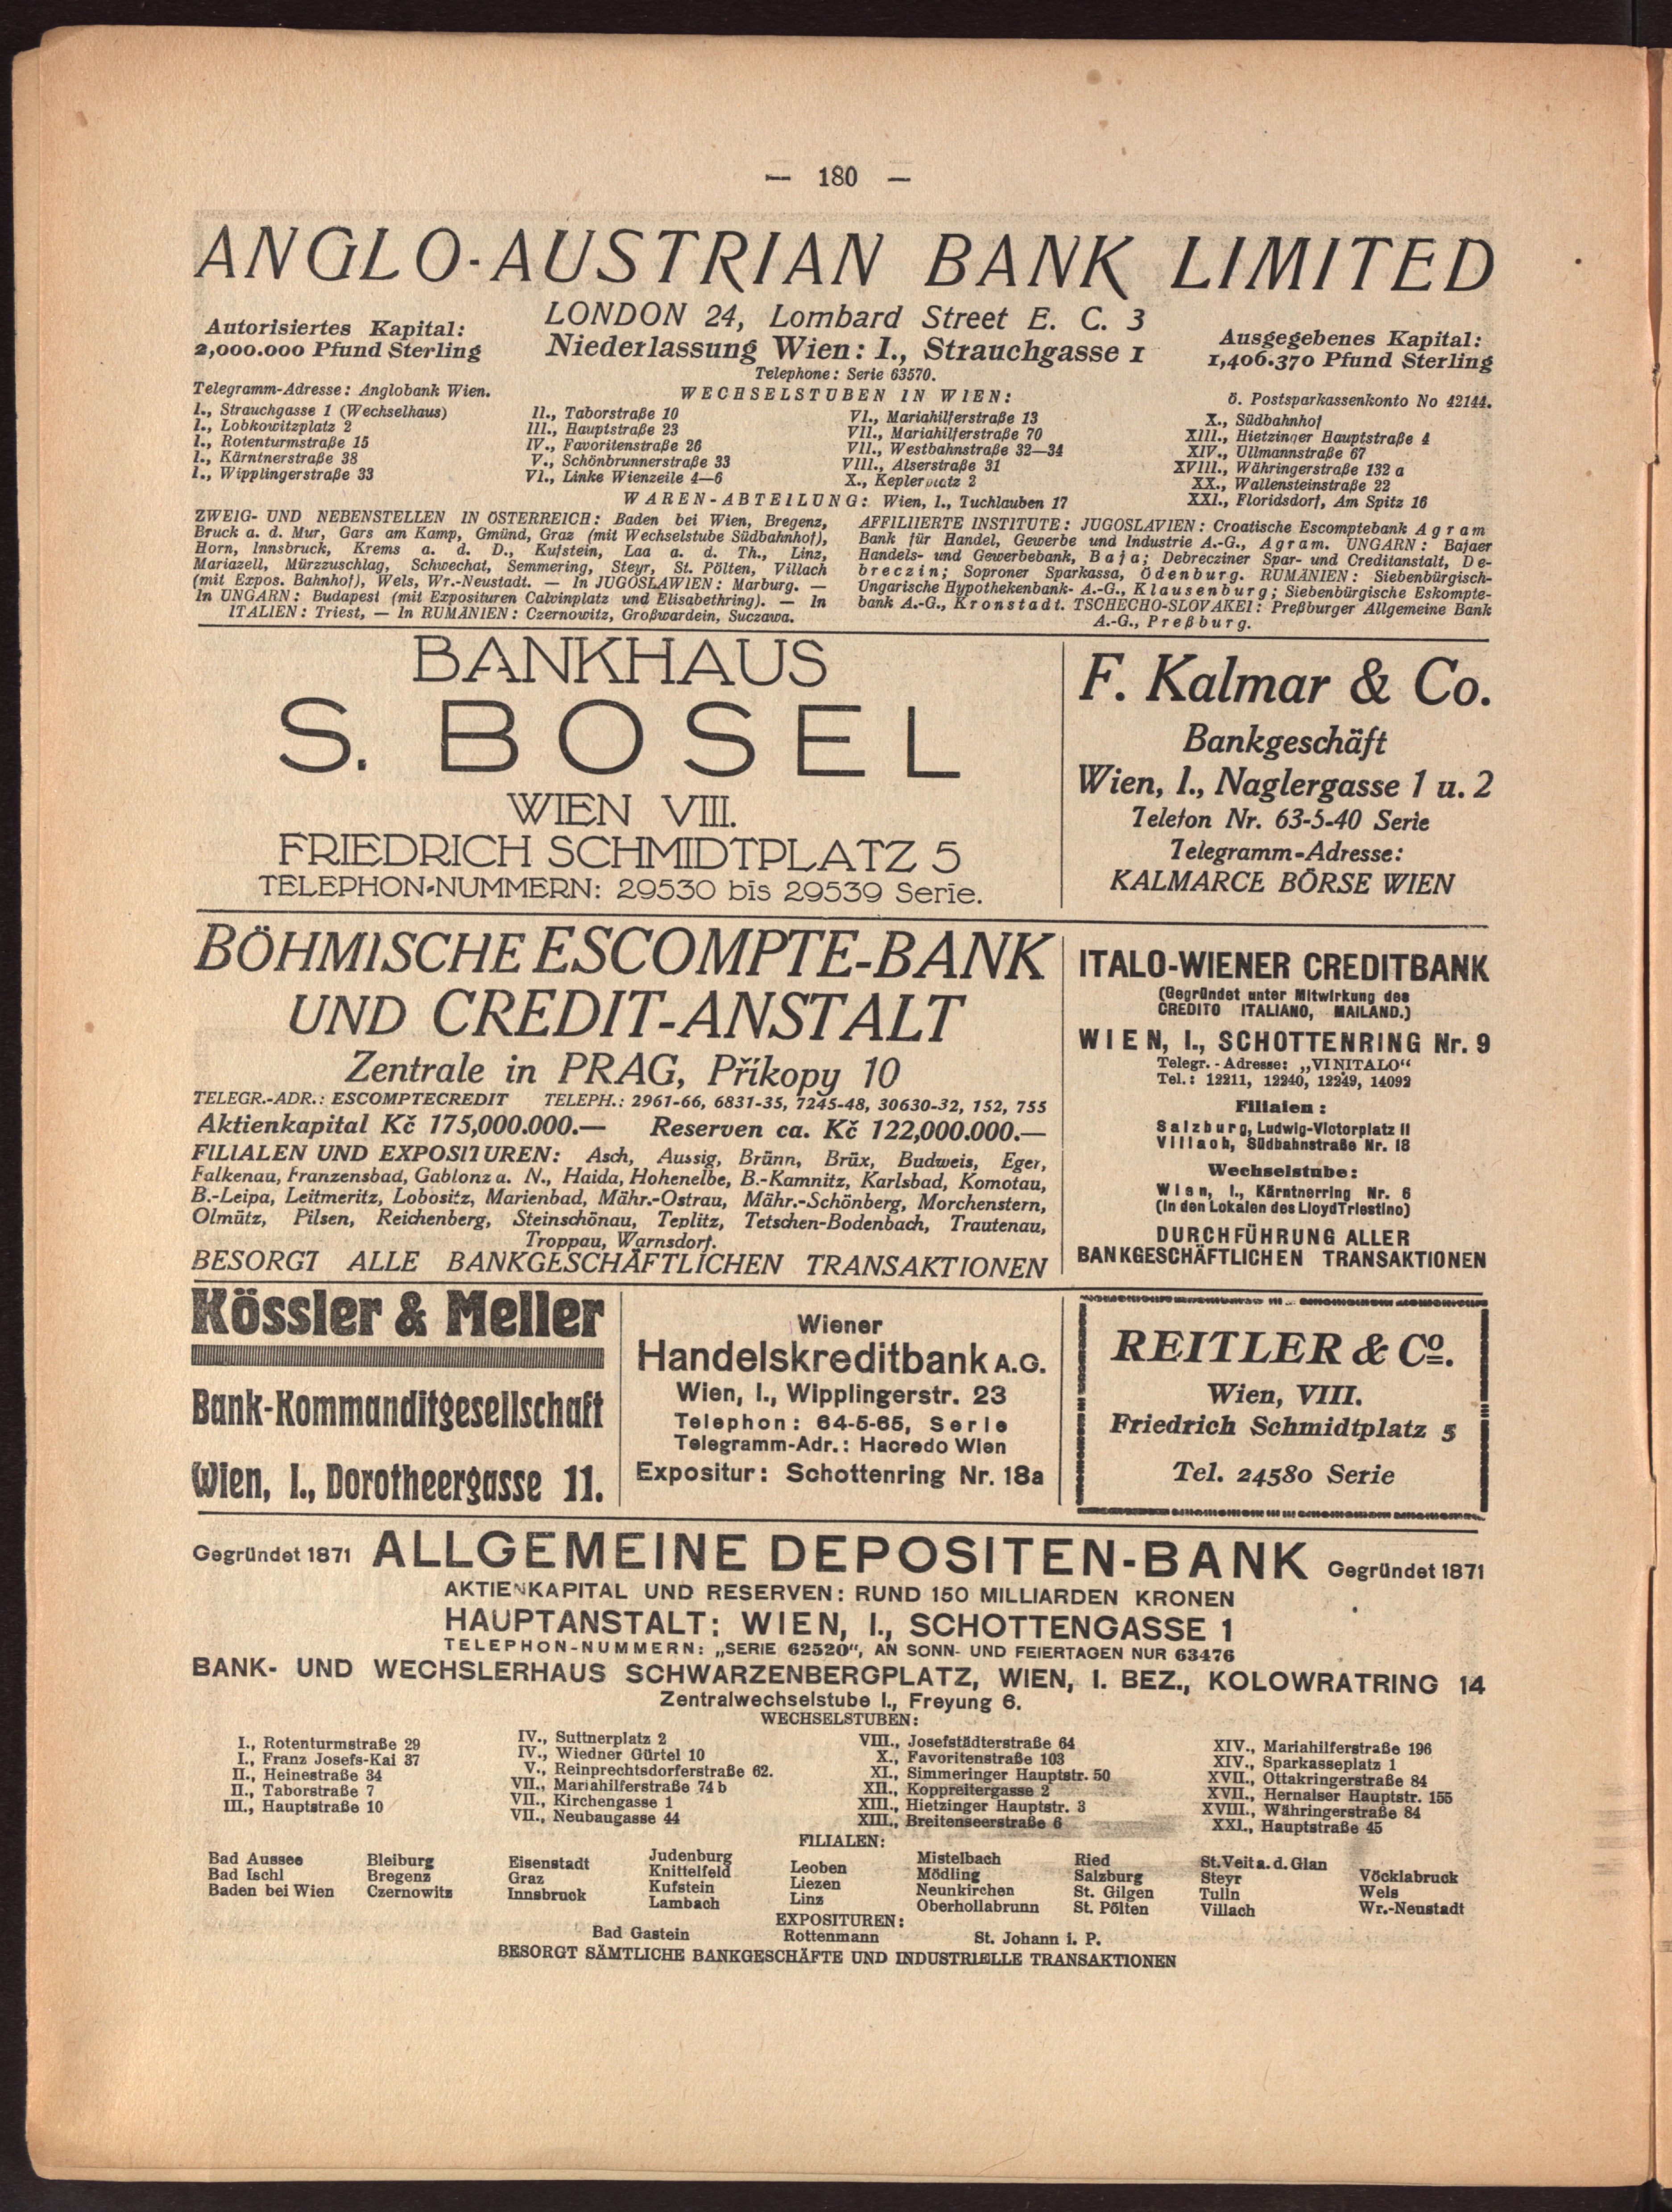 — 180 —
ANGLO-AUSTRIAN BANK LIMITED
LONDON 24, Lombard Street E. C. 3
Autorisiertes Kapital:
2,000.000 Pfund Sterling
Niederlassung Wien: I., Strauchgasse 1
Ausgegebenes Kapital:
1,406.370 Pfund Sterling
Telephone: Serie 63570.
Telegramm-Adresse: Anglobank Wien.
WECHSELSTUBEN IN WIEN:
ö. Postsparkassenkonto No 42144.
I., Strauchgasse 1 (Wechselhaus)
I., Lobkowitzplatz 2
I., Rotenturmstraße 15
I., Kärntnerstraße 38
I., Wipplingerstraße 33
II., Taborstraße 10
III., Hauptstraße 23
IV., Favoritenstraße 26
V., Schönbrunnerstraße 33
VI., Linke Wienzeile 4—6
VI., Mariahilferstraße 13
VII., Mariahilferstraße 70
VII., Westbahnstraße 32—34
VIII., Alserstraße 31
X., Keplerplatz 2
X., Südbahnhof
XIII., Hietzinger Hauptstraße 4
XIV., Ullmannstraße 67
XVIII., Währingerstraße 132 a
XX., Wallensteinstraße 22
XXI., Floridsdorf, Am Spitz 16
WAREN-ABTEILUNG: Wien, I., Tuchlauben 17
ZWEIG- UND NEBENSTELLEN IN ÖSTERREICH: Baden bei Wien, Bregenz,
Bruck a. d. Mur, Gars am Kamp, Gmünd, Graz (mit Wechselstube Südbahnhof),
Horn, Innsbruck, Krems a. d. D., Kufstein, Laa a. d. Th., Linz,
Mariazell, Mürzzuschlag, Schwechat, Semmering, Steyr, St. Pölten, Villach
(mit Expos. Bahnhof), Wels, Wr.-Neustadt. — In JUGOSLAWIEN: Marburg. —
In UNGARN: Budapest (mit Exposituren Calvinplatz und Elisabethring). — In
ITALIEN: Triest, — In RUMÄNIEN: Czernowitz, Großwardein, Suczawa.
AFFILIIERTE INSTITUTE: JUGOSLAVIEN: Croatische Escomptebank Agram
Bank für Handel, Gewerbe und Industrie A.-G., Agram. UNGARN: Bajaer
Handels- und Gewerbebank, Baja; Debrecziner Spar- und Creditanstalt, De-
breczin; Soproner Sparkassa, Ödenburg. RUMÄNIEN: Siebenbürgisch-
Ungarische Hypothekenbank- A.-G., Klausenburg; Siebenbürgische Eskompte-
bank A.-G., Kronstadt. TSCHECHO-SLOVAKEI: Preßburger Allgemeine Bank
A.-G., Preßburg.
BANKHAUS
S. BOSEL
WIEN VIII.
FRIEDRICH SCHMIDTPLATZ 5
TELEPHON-NUMMERN: 29530 bis 29539 Serie.
F. Kalmar & Co.
Bankgeschäft
Wien, I., Naglergasse 1 u. 2
Telefon Nr. 63-5-40 Serie
Telegramm-Adresse:
KALMARCE BÖRSE WIEN
BÖHMISCHE ESCOMPTE-BANK
UND CREDIT-ANSTALT
Zentrale in PRAG, Příkopy 10
TELEGR.-ADR.: ESCOMPTECREDIT TELEPH.: 2961-66, 6831-35, 7245-48, 30630-32, 152, 755
Aktienkapital Kč 175,000.000.— Reserven ca. Kč 122,000.000.—
FILIALEN UND EXPOSITUREN: Asch, Aussig, Brünn, Brüx, Budweis, Eger,
Falkenau, Franzensbad, Gablonz a. N., Haida, Hohenelbe, B.-Kamnitz, Karlsbad, Komotau,
B.-Leipa, Leitmeritz, Lobositz, Marienbad, Mähr.-Ostrau, Mähr.-Schönberg, Morchenstern,
Olmütz, Pilsen, Reichenberg, Steinschönau, Teplitz, Tetschen-Bodenbach, Trautenau,
Troppau, Warnsdorf.
BESORGT ALLE BANKGESCHÄFTLICHEN TRANSAKTIONEN
ITALO-WIENER CREDITBANK
(Gegründet unter Mitwirkung des
CREDITO ITALIANO, MAILAND.)
WIEN, I., SCHOTTENRING Nr. 9
Telegr.-Adresse: „VINITALO“
Tel.: 12211, 12240, 12249, 14092
Filialen:
Salzburg, Ludwig-Victorplatz II
Villach, Südbahnstraße Nr. 18
Wechselstube:
Wien, I., Kärntnerring Nr. 6
(in den Lokalen des Lloyd Triestino)
DURCHFÜHRUNG ALLER
BANKGESCHÄFTLICHEN TRANSAKTIONEN
Kössler & Meller
Bank-Kommanditgesellschaft
Wien, I., Dorotheergasse 11.
Wiener
Handelskreditbank A.G.
Wien, I., Wipplingerstr. 23
Telephon: 64-5-65, Serie
Telegramm-Adr.: Hacredo Wien
Expositur: Schottenring Nr. 18a
REITLER & Co.
Wien, VIII.
Friedrich Schmidtplatz 5
Tel. 24580 Serie
Gegründet 1871 ALLGEMEINE DEPOSITEN-BANK Gegründet 1871
AKTIENKAPITAL UND RESERVEN: RUND 150 MILLIARDEN KRONEN
HAUPTANSTALT: WIEN, I., SCHOTTENGASSE 1
TELEPHON-NUMMERN: „SERIE 62520“, AN SONN- UND FEIERTAGEN NUR 63476
BANK- UND WECHSLERHAUS SCHWARZENBERGPLATZ, WIEN, I. BEZ., KOLOWRATRING 14
Zentralwechselstube I., Freyung 6.
WECHSELSTUBEN:
I., Rotenturmstraße 29
I., Franz Josefs-Kai 37
II., Heinestraße 34
II., Taborstraße 7
III., Hauptstraße 10
IV., Suttnerplatz 2
IV., Wiedner Gürtel 10
V., Reinprechtsdorferstraße 62.
VII., Mariahilferstraße 74 b
VII., Kirchengasse 1
VII., Neubaugasse 44
VIII., Josefstädterstraße 64
X., Favoritenstraße 103
XI., Simmeringer Hauptstr. 50
XII., Koppreitergasse 2
XIII., Hietzinger Hauptstr. 3
XIII., Breitenseerstraße 6
XIV., Mariahilferstraße 196
XIV., Sparkasseplatz 1
XVII., Ottakringerstraße 84
XVII., Hernalser Hauptstr. 155
XVIII., Währingerstraße 84
XXI., Hauptstraße 45
FILIALEN:
Bad Aussee
Bad Ischl
Baden bei Wien
Bleiburg
Bregenz
Czernowitz
Eisenstadt
Graz
Innsbruck
Judenburg
Knittelfeld
Kufstein
Lambach
Leoben
Liezen
Linz
Mistelbach
Mödling
Neunkirchen
Oberhollabrunn
Ried
Salzburg
St. Gilgen
St. Pölten
St. Veit a. d. Glan
Steyr
Tulln
Villach
Vöcklabruck
Wels
Wr.-Neustadt
EXPOSITUREN:
Bad Gastein Rottenmann St. Johann i. P.
BESORGT SÄMTLICHE BANKGESCHÄFTE UND INDUSTRIELLE TRANSAKTIONEN